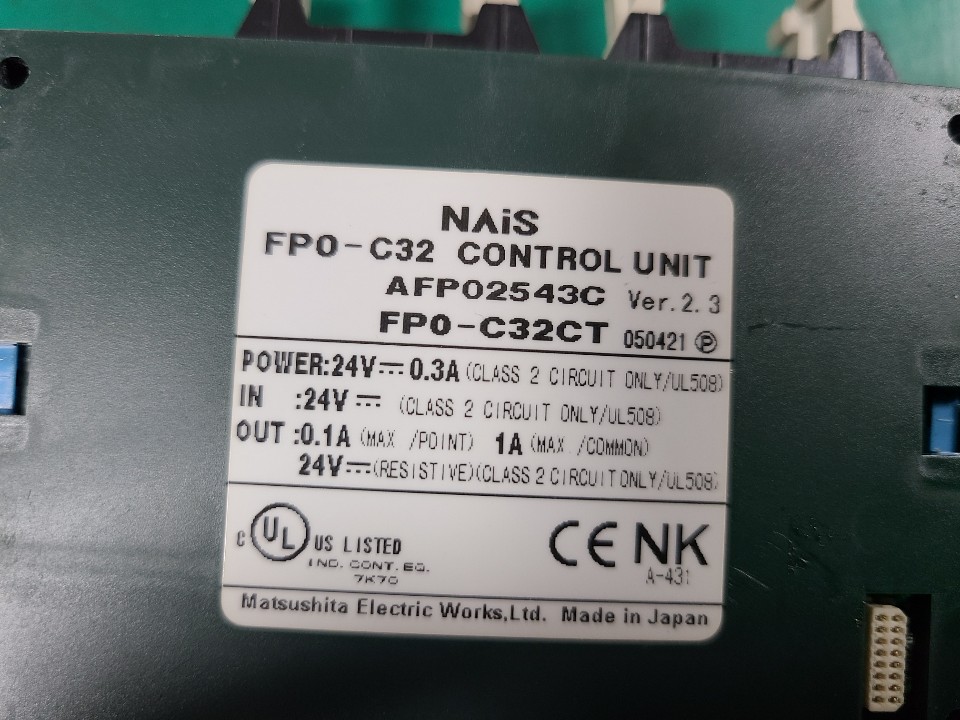 NAiS
FP0-C32 CONTROL UNIT
AFP02543C Ver.2.3
FP0-C32CT 050421 Ⓟ
POWER:24V⎓0.3A (CLASS 2 CIRCUIT ONLY/UL508)
IN :24V⎓ (CLASS 2 CIRCUIT ONLY/UL508)
OUT :0.1A (MAX /POINT) 1A (MAX /COMMON)
24V⎓(RESISTIVE)(CLASS 2 CIRCUIT ONLY/UL508)
C UL US LISTED
IND. CONT. EQ.
7K70
CE NK
A-431
Matsushita Electric Works,Ltd. Made in Japan